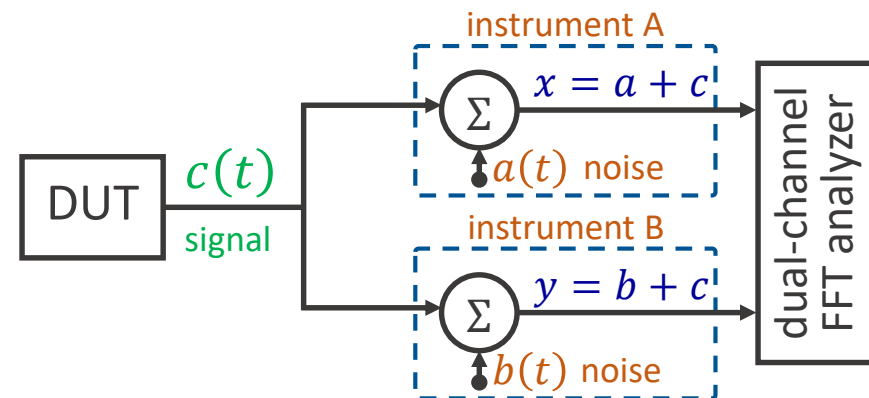 instrument A
x = a + c
Σ
a(t) noise
DUT
c(t)
signal
instrument B
y = b + c
Σ
b(t) noise
dual-channel
FFT analyzer